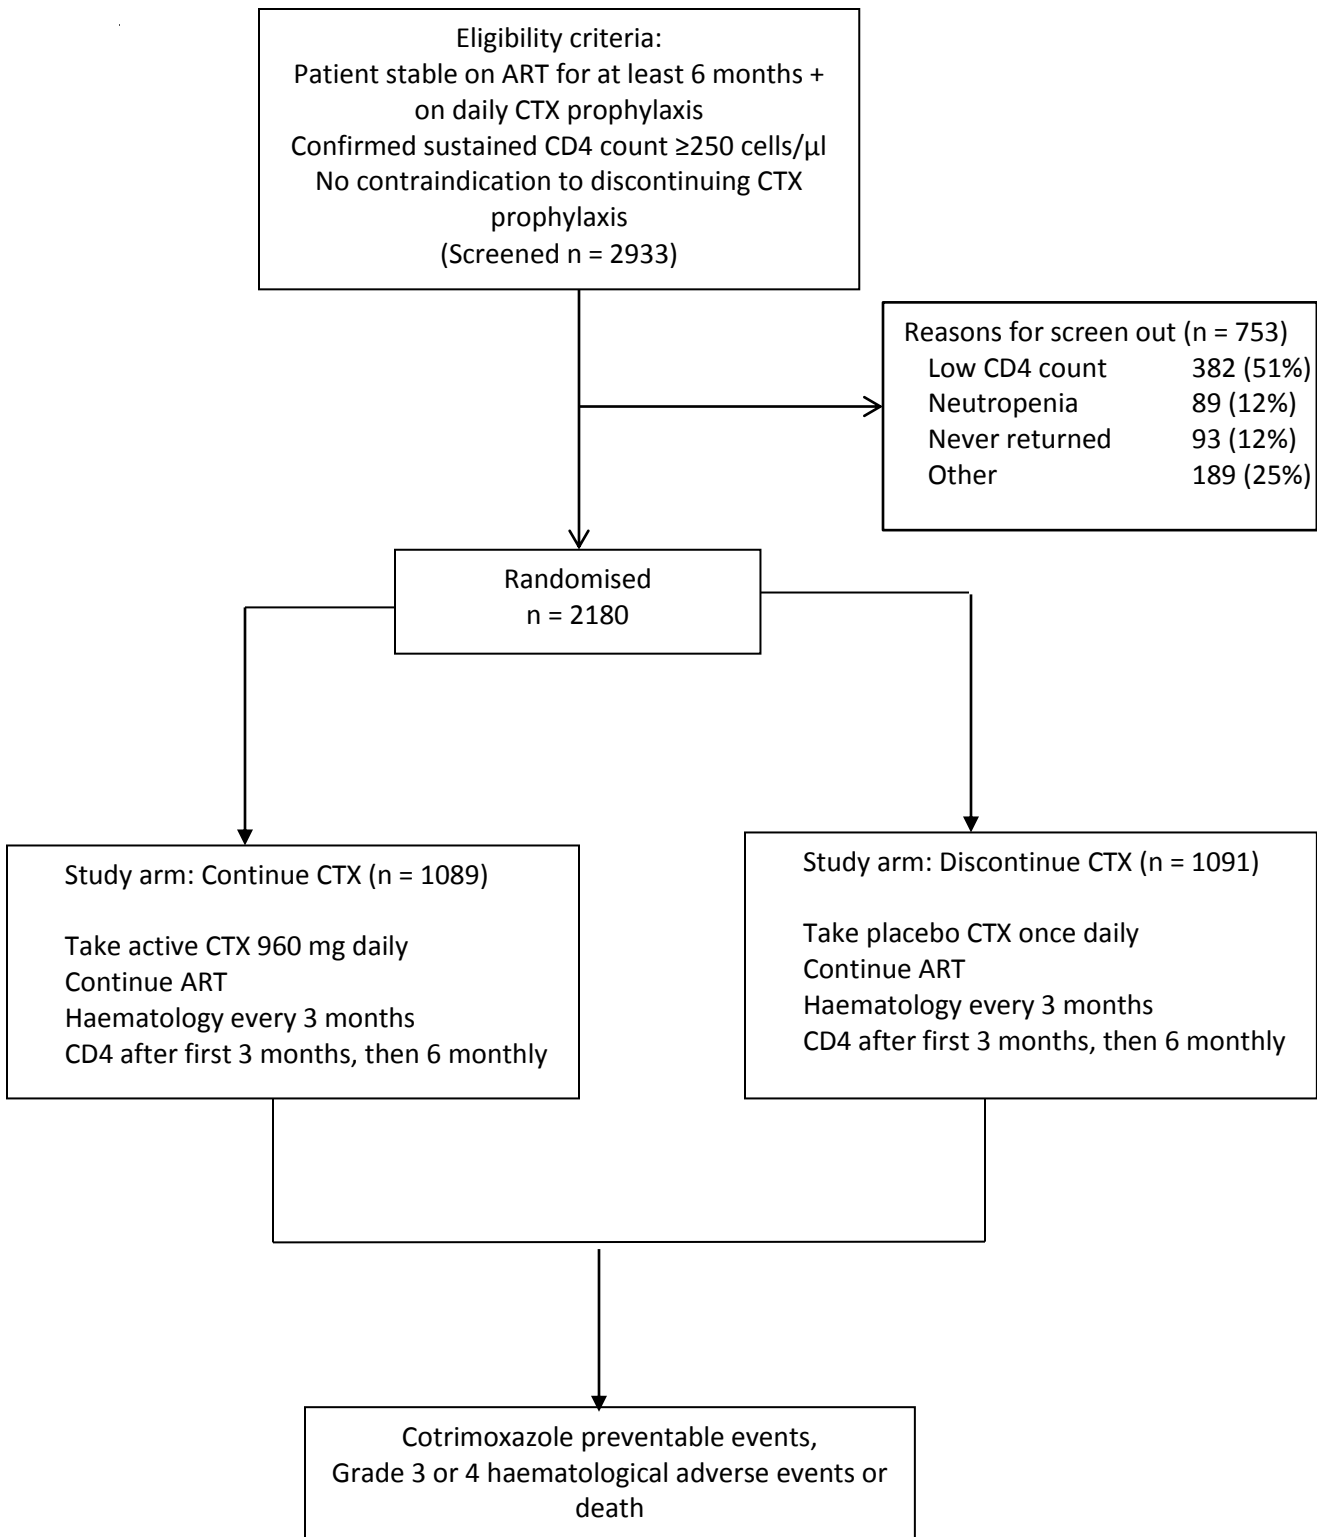 Eligibility criteria:
Patient stable on ART for at least 6 months +
on daily CTX prophylaxis
Confirmed sustained CD4 count ≥250 cells/µl
No contraindication to discontinuing CTX
prophylaxis
(Screened n = 2933)
Reasons for screen out (n = 753)
Low CD4 count 382 (51%)
Neutropenia 89 (12%)
Never returned 93 (12%)
Other 189 (25%)
Randomised
n = 2180
Study arm: Continue CTX (n = 1089)
Take active CTX 960 mg daily
Continue ART
Haematology every 3 months
CD4 after first 3 months, then 6 monthly
Study arm: Discontinue CTX (n = 1091)
Take placebo CTX once daily
Continue ART
Haematology every 3 months
CD4 after first 3 months, then 6 monthly
Cotrimoxazole preventable events,
Grade 3 or 4 haematological adverse events or
death